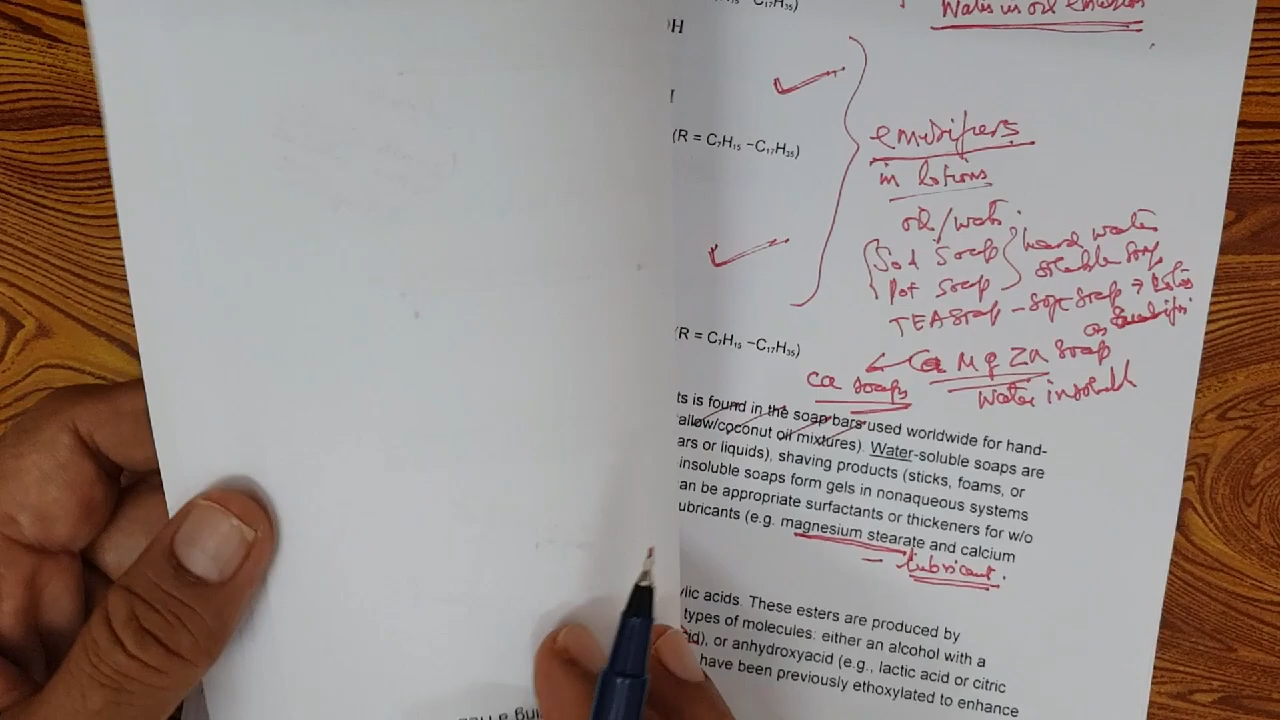 Water in oil emulsion
H
(R = C₇H₁₅ –C₁₇H₃₅)
emulsifiers
in lotions
oil/water
Sod Soap hard water
Pot Soap soluble soap
TEA Soap - Soft Soap →
as
← Ca Mg Zn Soap
Ca Soaps
Water insoluble
(R = C₇H₁₅ –C₁₇H₃₅)
ts is found in the soap bars used worldwide for hand-
allow/coconut oil mixtures). Water-soluble soaps are
ars or liquids), shaving products (sticks, foams, or
insoluble soaps form gels in nonaqueous systems
an be appropriate surfactants or thickeners for w/o
ubricants (e.g. magnesium stearate and calcium
– lubricant.
ylic acids. These esters are produced by
types of molecules: either an alcohol with a
id), or anhydroxyacid (e.g., lactic acid or citric
have been previously ethoxylated to enhance